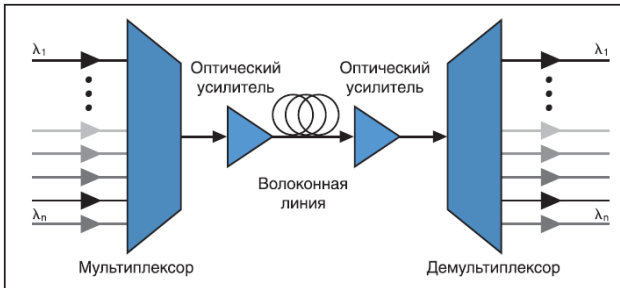 λ1
Оптический
усилитель
Оптический
усилитель
λ1
Волоконная
линия
λn
λn
Мультиплексор
Демультиплексор